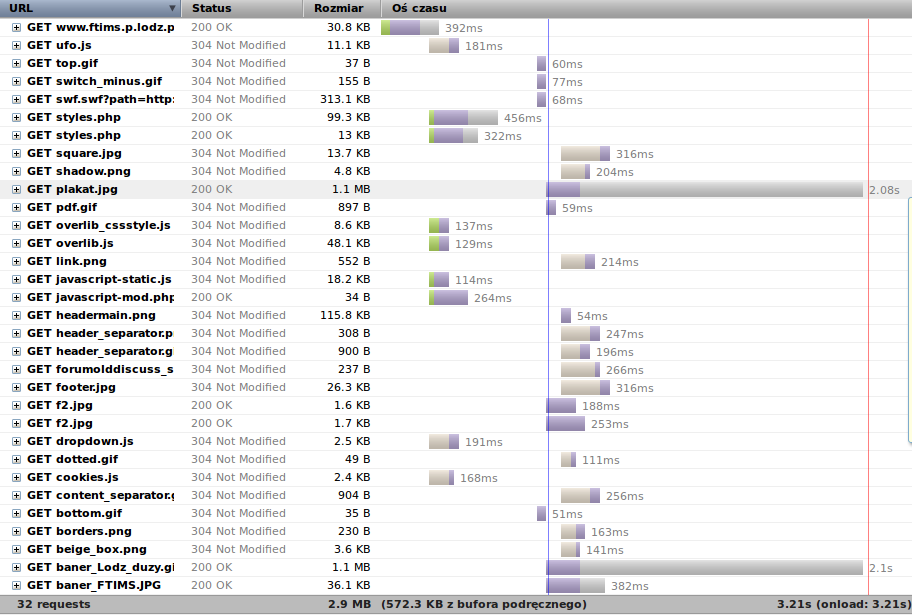 URL Status Rozmiar Oś czasu
GET www.ftims.p.lodz.p 200 OK 30.8 KB 392ms
GET ufo.js 304 Not Modified 11.1 KB 181ms
GET top.gif 304 Not Modified 37 B 60ms
GET switch_minus.gif 304 Not Modified 155 B 77ms
GET swf.swf?path=http: 304 Not Modified 313.1 KB 68ms
GET styles.php 200 OK 99.3 KB 456ms
GET styles.php 200 OK 13 KB 322ms
GET square.jpg 304 Not Modified 13.7 KB 316ms
GET shadow.png 304 Not Modified 4.8 KB 204ms
GET plakat.jpg 200 OK 1.1 MB 2.08s
GET pdf.gif 304 Not Modified 897 B 59ms
GET overlib_cssstyle.js 304 Not Modified 8.6 KB 137ms
GET overlib.js 304 Not Modified 48.1 KB 129ms
GET link.png 304 Not Modified 552 B 214ms
GET javascript-static.js 304 Not Modified 18.2 KB 114ms
GET javascript-mod.php 200 OK 34 B 264ms
GET headermain.png 304 Not Modified 115.8 KB 54ms
GET header_separator.p 304 Not Modified 308 B 247ms
GET header_separator.g 304 Not Modified 900 B 196ms
GET forumolddiscuss_s 304 Not Modified 237 B 266ms
GET footer.jpg 304 Not Modified 26.3 KB 316ms
GET f2.jpg 200 OK 1.6 KB 188ms
GET f2.jpg 200 OK 1.7 KB 253ms
GET dropdown.js 304 Not Modified 2.5 KB 191ms
GET dotted.gif 304 Not Modified 49 B 111ms
GET cookies.js 304 Not Modified 2.4 KB 168ms
GET content_separator.g 304 Not Modified 904 B 256ms
GET bottom.gif 304 Not Modified 35 B 51ms
GET borders.png 304 Not Modified 230 B 163ms
GET beige_box.png 304 Not Modified 3.6 KB 141ms
GET baner_Lodz_duzy.gi 200 OK 1.1 MB 2.1s
GET baner_FTIMS.JPG 200 OK 36.1 KB 382ms
32 requests 2.9 MB (572.3 KB z bufora podręcznego) 3.21s (onload: 3.21s)